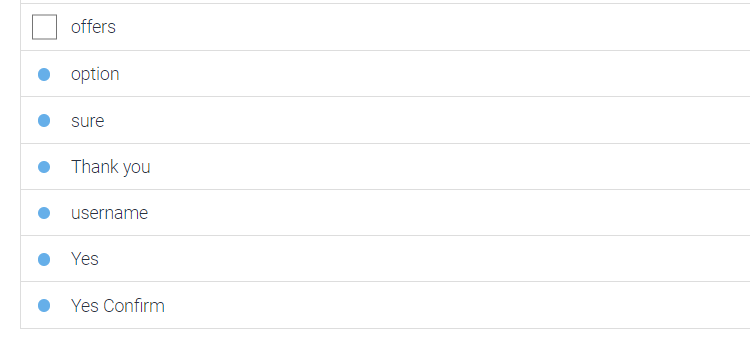 offers
option
sure
Thank you
username
Yes
Yes Confirm